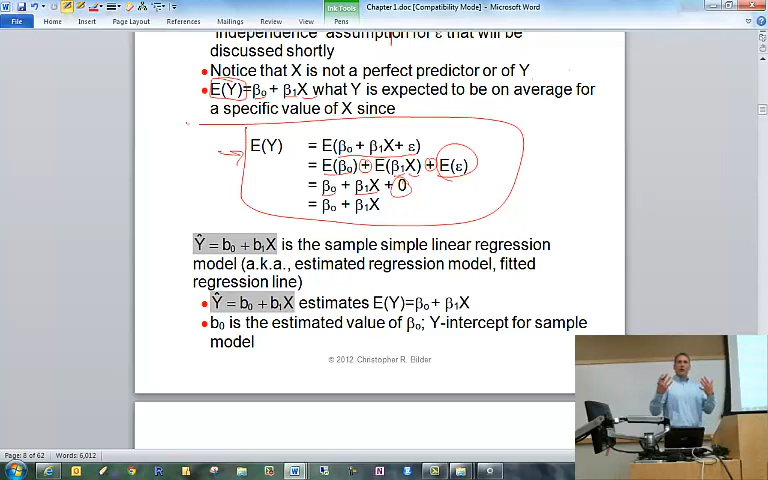 Chapter 1.doc [Compatibility Mode] - Microsoft Word
Ink Tools
File Home Insert Page Layout References Mailings Review View Pens
independence assumption for ε that will be
discussed shortly
•Notice that X is not a perfect predictor or of Y
•E(Y)=β₀ + β₁X what Y is expected to be on average for
a specific value of X since
E(Y) = E(β₀ + β₁X+ ε)
= E(β₀) + E(β₁X) + E(ε)
= β₀ + β₁X + 0
= β₀ + β₁X
Ŷ = b₀ + b₁X is the sample simple linear regression
model (a.k.a., estimated regression model, fitted
regression line)
•Ŷ = b₀ + b₁X estimates E(Y)=β₀+ β₁X
•b₀ is the estimated value of β₀; Y-intercept for sample
model
© 2012 Christopher R. Bilder
Page: 8 of 62 Words: 6,012